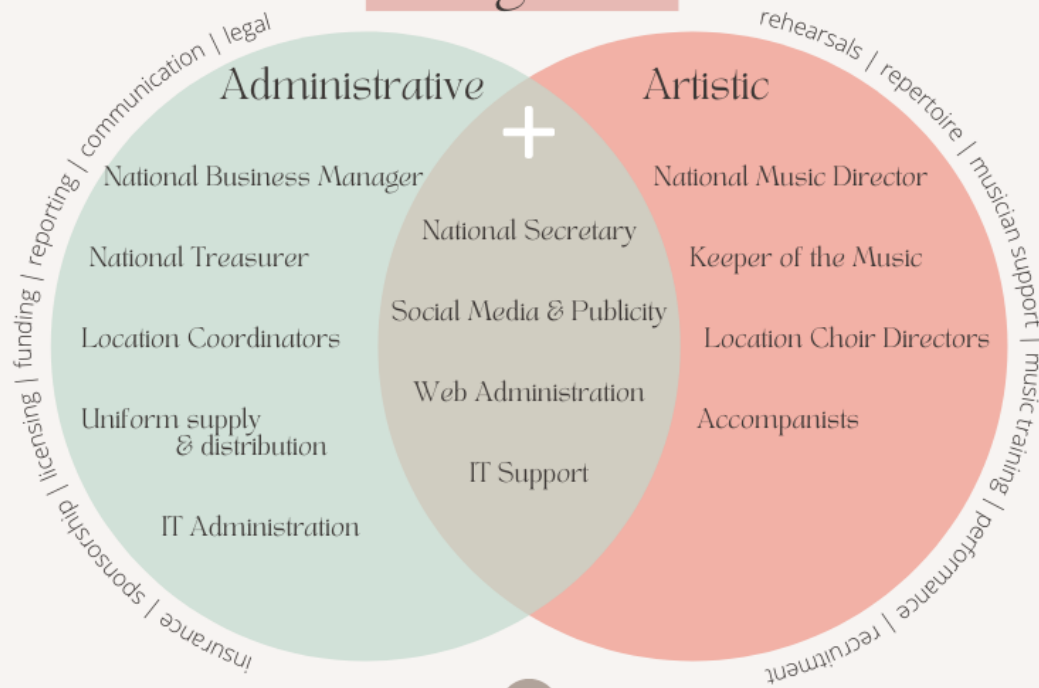 Administrative
Artistic
National Business Manager
National Treasurer
Location Coordinators
Uniform supply
& distribution
IT Administration
National Secretary
Social Media & Publicity
Web Administration
IT Support
National Music Director
Keeper of the Music
Location Choir Directors
Accompanists
insurance | sponsorship | licensing | funding | reporting | communication | legal
rehearsals | repertoire | musician support | music training | performance | recruitment